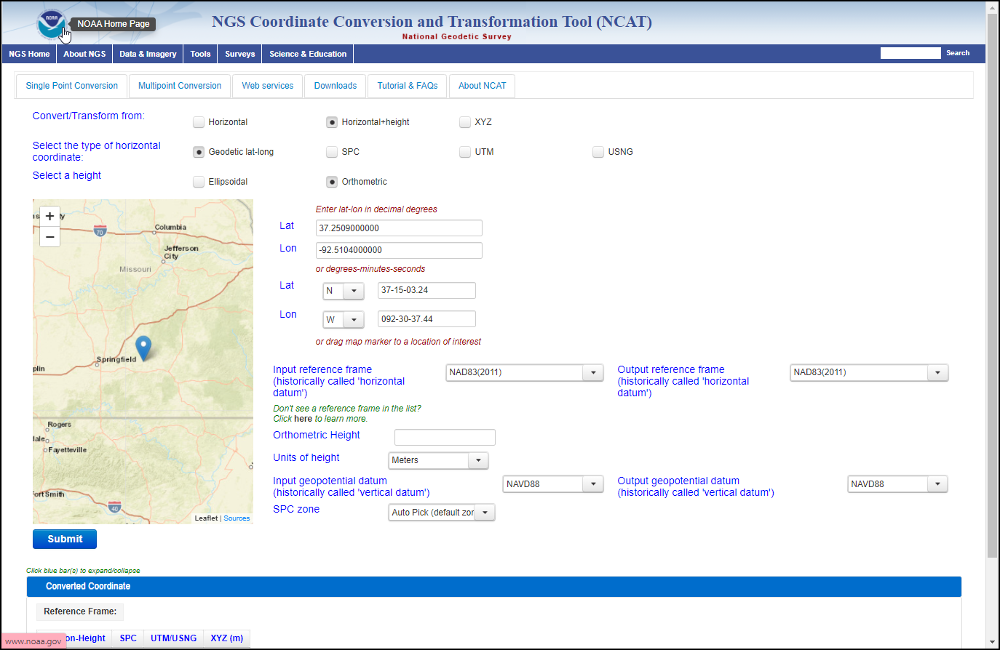 NOAA
NOAA Home Page
NGS Coordinate Conversion and Transformation Tool (NCAT)
National Geodetic Survey
NGS Home About NGS Data & Imagery Tools Surveys Science & Education Search
Single Point Conversion Multipoint Conversion Web services Downloads Tutorial & FAQs About NCAT
Convert/Transform from: Horizontal Horizontal+height XYZ
Select the type of horizontal
coordinate:
Geodetic lat-long SPC UTM USNG
Select a height Ellipsoidal Orthometric
+
−
Columbia
70
Jefferson
City
Missouri
Springfield
plin
Rogers
dale
Fayetteville
Fort Smith
40
Leaflet | Sources
Enter lat-lon in decimal degrees
Lat 37.2509000000
Lon -92.5104000000
or degrees-minutes-seconds
Lat N 37-15-03.24
Lon W 092-30-37.44
or drag map marker to a location of interest
Input reference frame
(historically called 'horizontal
datum')
NAD83(2011)
Output reference frame
(historically called 'horizontal
datum')
NAD83(2011)
Don't see a reference frame in the list?
Click here to learn more.
Orthometric Height
Units of height Meters
Input geopotential datum
(historically called 'vertical datum')
NAVD88
Output geopotential datum
(historically called 'vertical datum')
NAVD88
SPC zone Auto Pick (default zor
Submit
Click blue bar(s) to expand/collapse
Converted Coordinate
Reference Frame:
on-Height SPC UTM/USNG XYZ (m)
www.noaa.gov